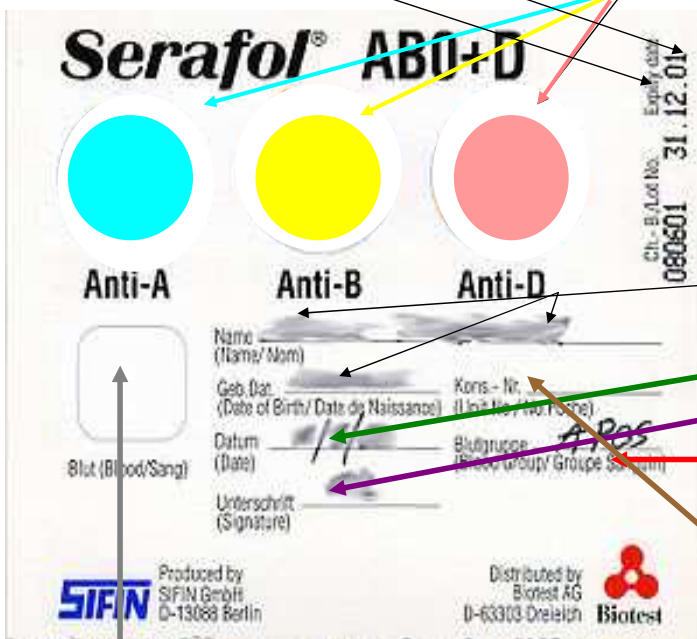 Serafol® ABO+D
Anti-A
Anti-B
Anti-D
Ch.- B./Lot No. Expiry date
080601 31.12.01
Name
(Name/ Nom)
Geb.Dat.
(Date of Birth/ Date de Naissance)
Kons.- Nr.
(Unit No./ No. Poche)
Datum
(Date)
Blutgruppe A POS
(Blood Group/ Groupe Sanguin)
Unterschrift
(Signature)
Blut (Blood/Sang)
SIFIN
Produced by
SIFIN GmbH
D-13088 Berlin
Distributed by
Biotest AG
D-63303 Dreieich
Biotest